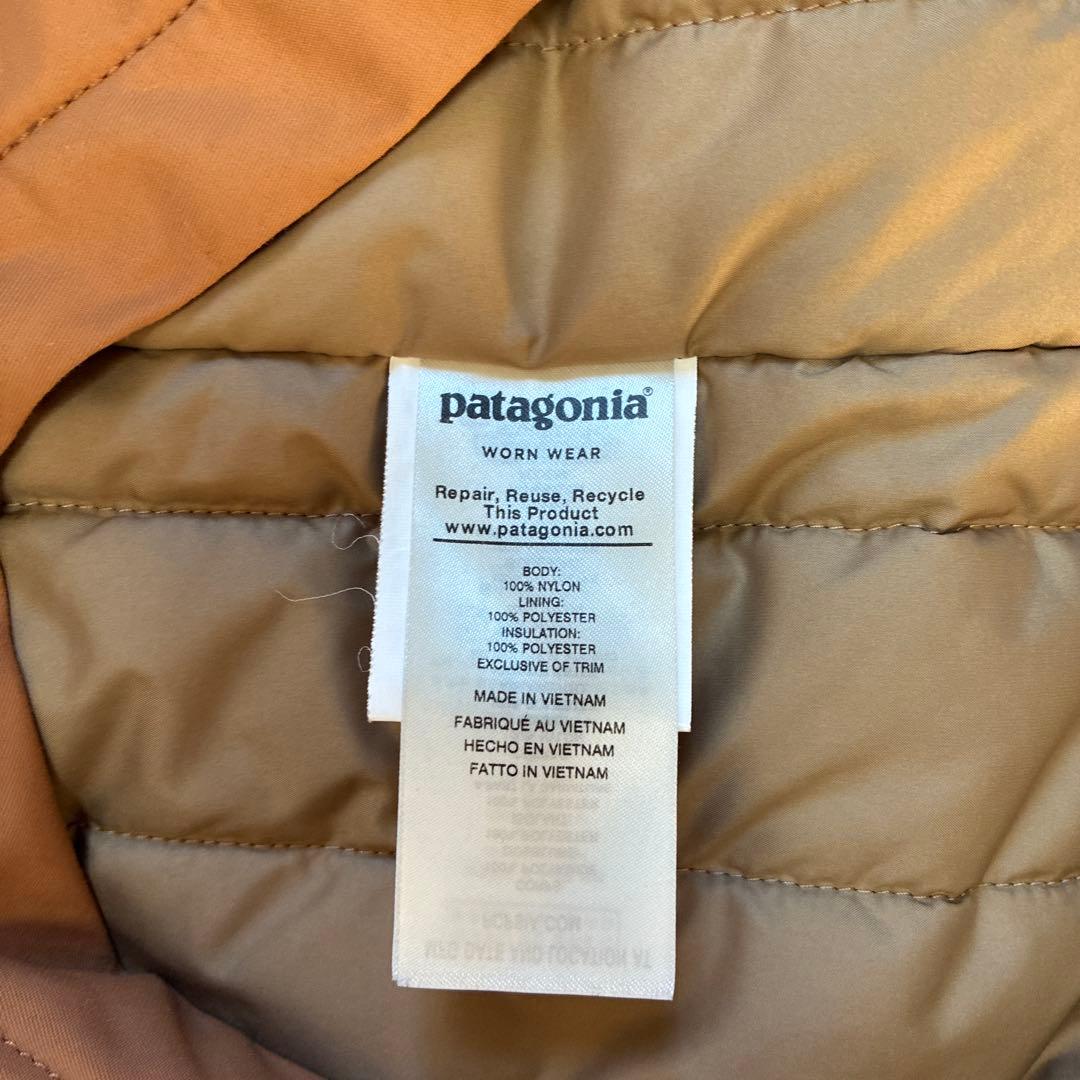 patagonia®
WORN WEAR
Repair, Reuse, Recycle
This Product
www.patagonia.com
BODY:
100% NYLON
LINING:
100% POLYESTER
INSULATION:
100% POLYESTER
EXCLUSIVE OF TRIM
MADE IN VIETNAM
FABRIQUÉ AU VIETNAM
HECHO EN VIETNAM
FATTO IN VIETNAM